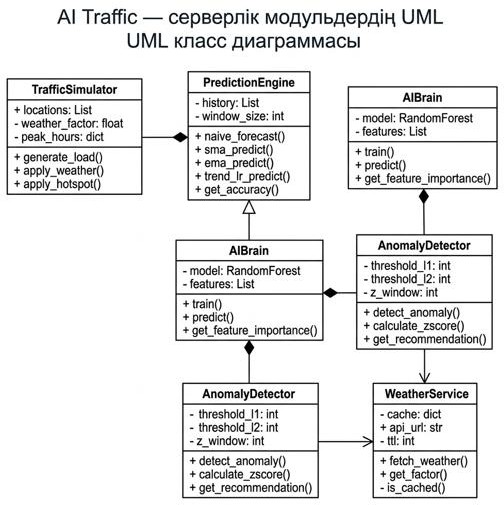 AI Traffic — серверлік модульдердің UML
UML класс диаграммасы
TrafficSimulator
+ locations: List
- weather_factor: float
- peak_hours: dict
+ generate_load()
+ apply_weather()
+ apply_hotspot()
PredictionEngine
- history: List
- window_size: int
+ naive_forecast()
+ sma_predict()
+ ema_predict()
+ trend_lr_predict()
+ get_accuracy()
AIBrain
- model: RandomForest
- features: List
+ train()
+ predict()
+ get_feature_importance()
AIBrain
- model: RandomForest
- features: List
+ train()
+ predict()
+ get_feature_importance()
AnomalyDetector
- threshold_l1: int
- threshold_l2: int
- z_window: int
+ detect_anomaly()
+ calculate_zscore()
+ get_recommendation()
AnomalyDetector
- threshold_l1: int
- threshold_l2: int
- z_window: int
+ detect_anomaly()
+ calculate_zscore()
+ get_recommendation()
WeatherService
- cache: dict
+ api_url: str
- ttl: int
+ fetch_weather()
+ get_factor()
- is_cached()